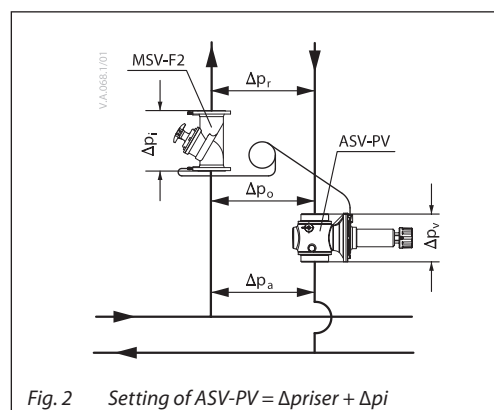 V.A.068.1/01
MSV-F2
Δpᵣ
ASV-PV
Δpᵢ
Δpₒ
Δpᵥ
Δpₐ
Fig. 2 Setting of ASV-PV = Δpriser + Δpi